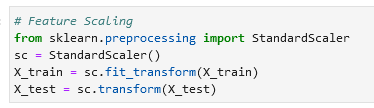 # Feature Scaling
from sklearn.preprocessing import StandardScaler
sc = StandardScaler()
X_train = sc.fit_transform(X_train)
X_test = sc.transform(X_test)